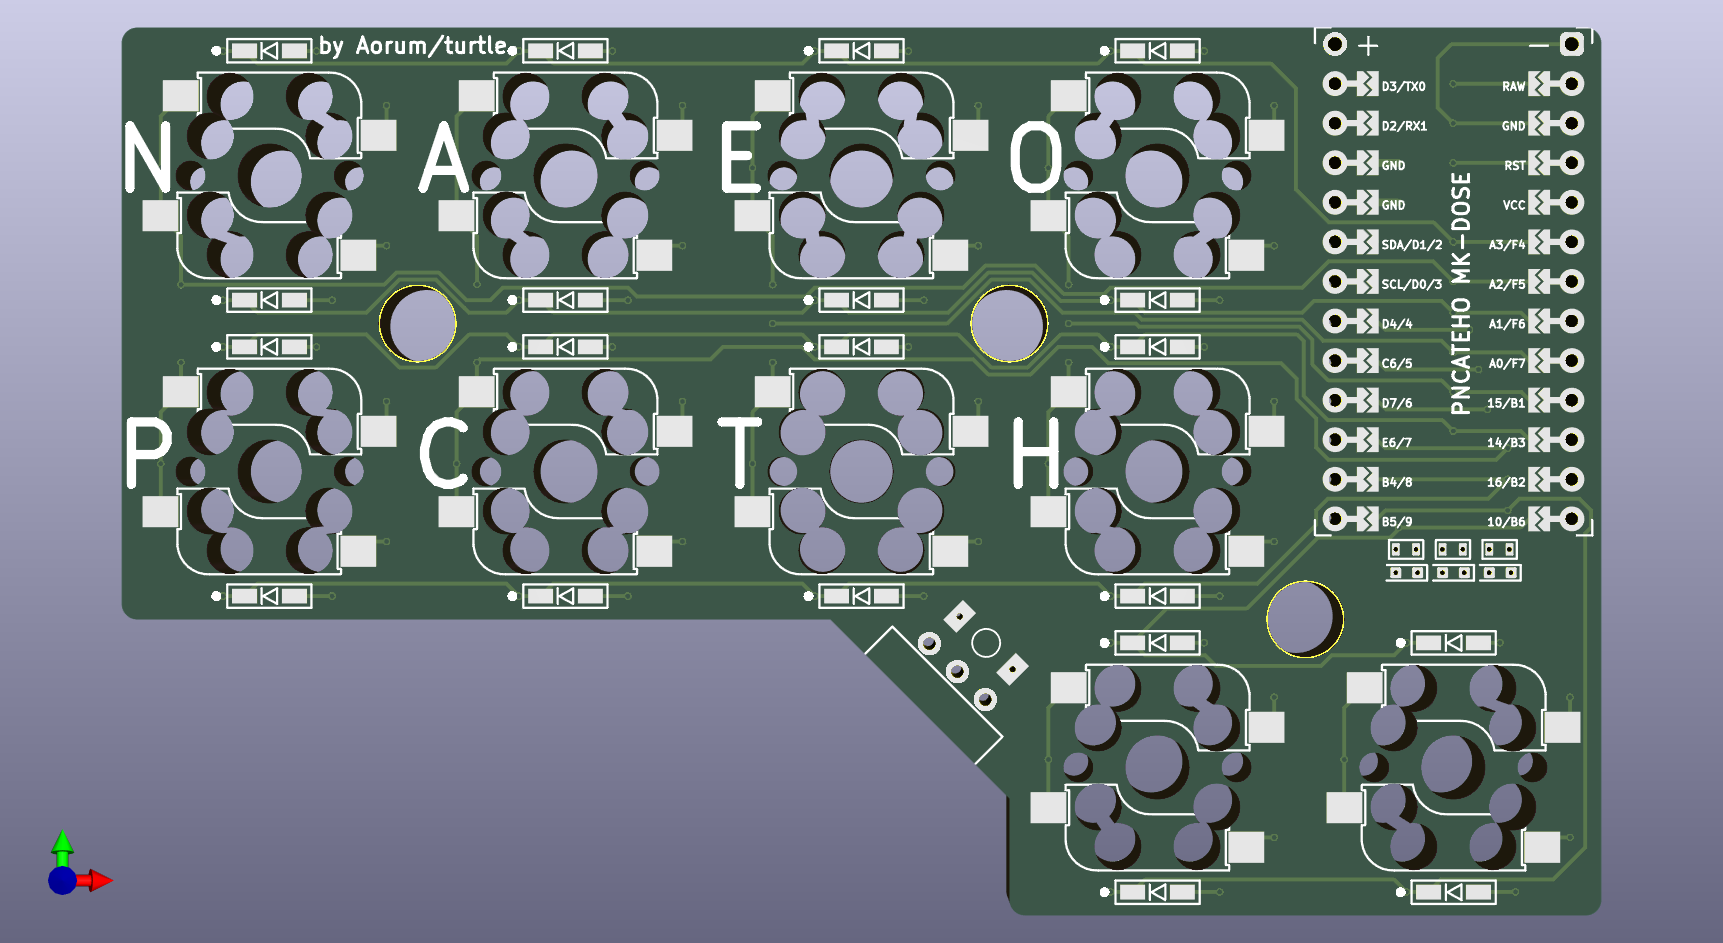 by Aorum/turtle
N A E O
P C T H
+ -
D3/TX0 RAW
D2/RX1 GND
GND RST
GND VCC
SDA/D1/2 A3/F4
SCL/D0/3 A2/F5
D4/4 A1/F6
C6/5 A0/F7
D7/6 15/B1
E6/7 14/B3
B4/8 16/B2
B5/9 10/B6
PNCATEHO MK-DOSE